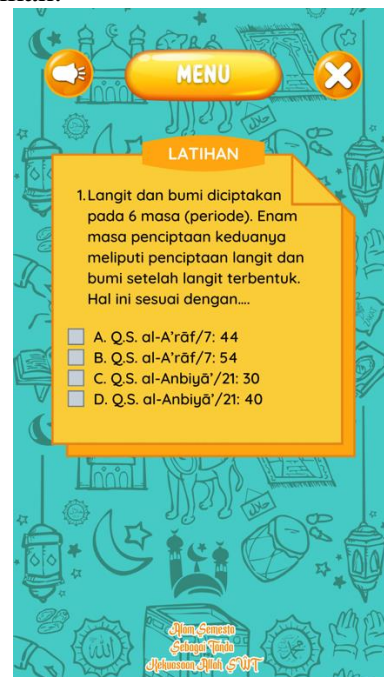 MENU
LATIHAN
1. Langit dan bumi diciptakan
pada 6 masa (periode). Enam
masa penciptaan keduanya
meliputi penciptaan langit dan
bumi setelah langit terbentuk.
Hal ini sesuai dengan....
A. Q.S. al-A’rāf/7: 44
B. Q.S. al-A’rāf/7: 54
C. Q.S. al-Anbiyā’/21: 30
D. Q.S. al-Anbiyā’/21: 40
Alam Semesta
Sebagai Tanda
Kekuasaan Allah SWT